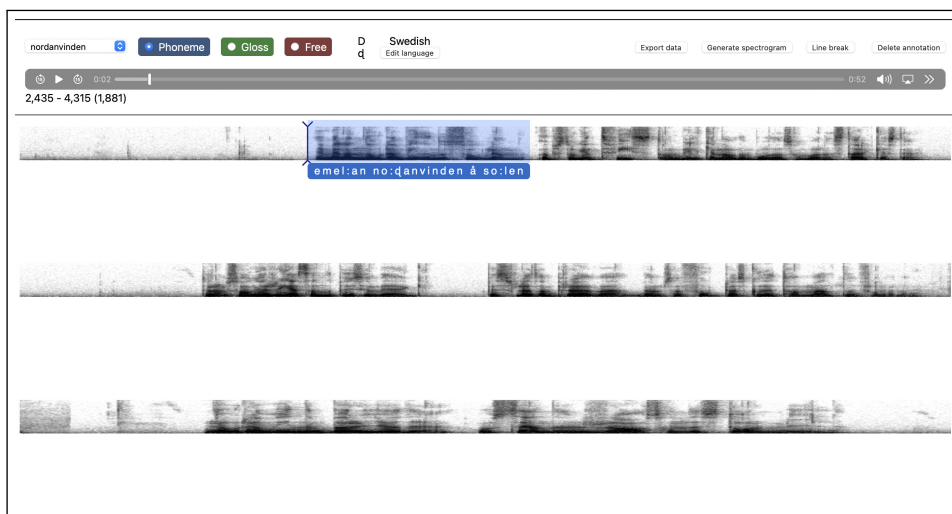 nordanvinden Phoneme Gloss Free D Swedish Export data Generate spectrogram Line break Delete annotation
ɖ Edit language
0:02 0:52
2,435 - 4,315 (1,881)
emel:an no:ɖanvinden å so:len